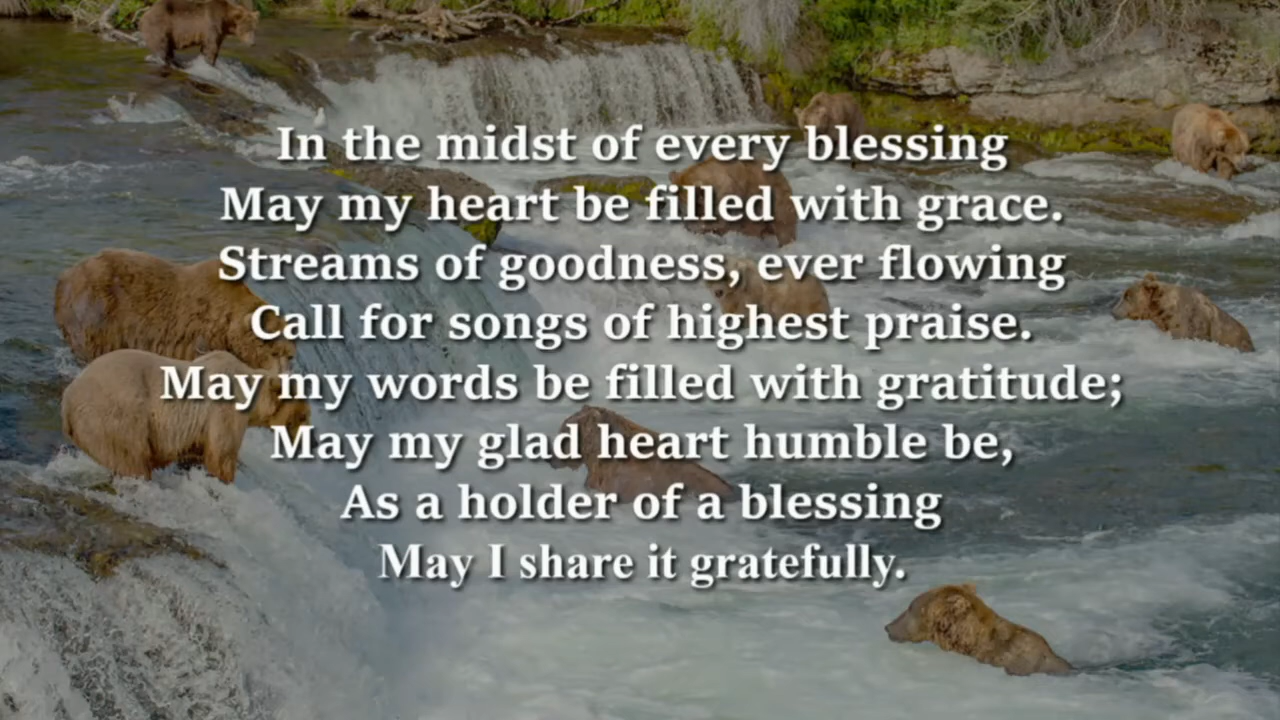 In the midst of every blessing
May my heart be filled with grace.
Streams of goodness, ever flowing
Call for songs of highest praise.
May my words be filled with gratitude;
May my glad heart humble be,
As a holder of a blessing
May I share it gratefully.